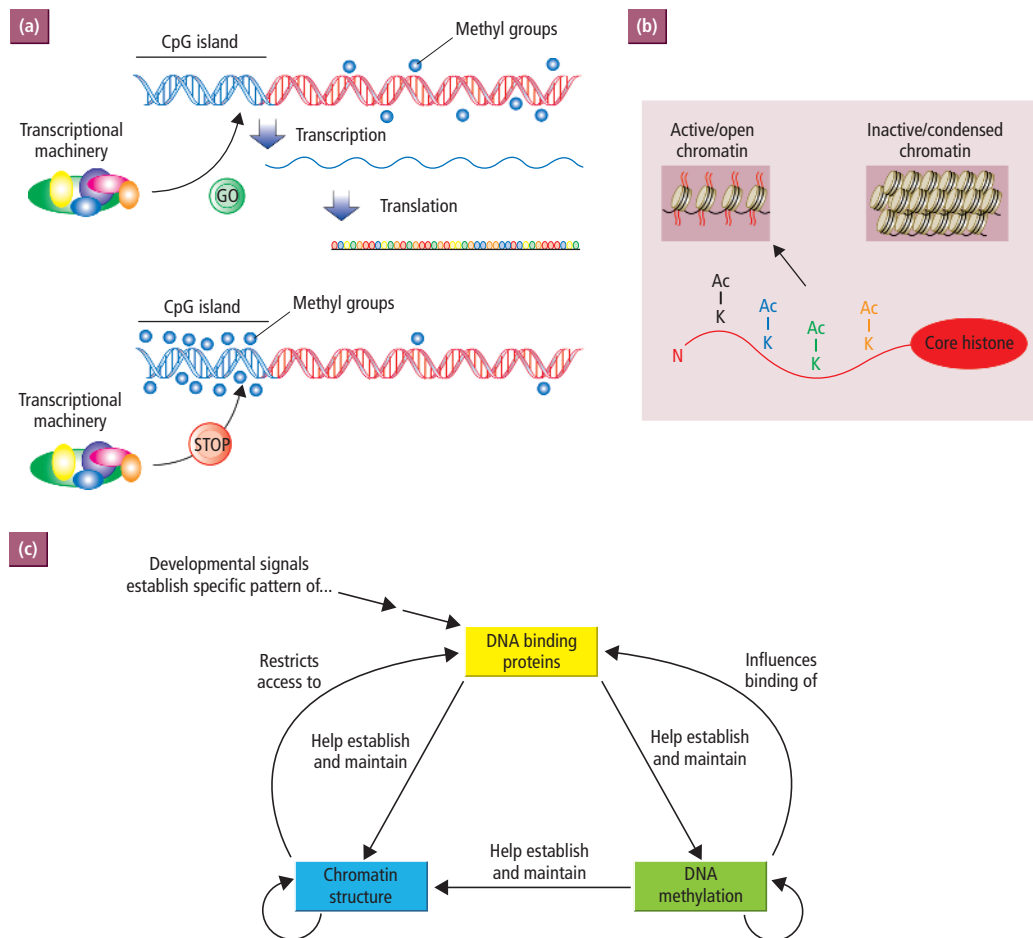 (a)
CpG island
Methyl groups
Transcriptional
machinery
GO
Transcription
Translation
CpG island
Methyl groups
Transcriptional
machinery
STOP
(b)
Active/open
chromatin
Inactive/condensed
chromatin
Ac
K
Ac
K
Ac
K
Ac
K
N
Core histone
(c)
Developmental signals
establish specific pattern of...
DNA binding
proteins
Restricts
access to
Influences
binding of
Help establish
and maintain
Help establish
and maintain
Help establish
and maintain
Chromatin
structure
DNA
methylation